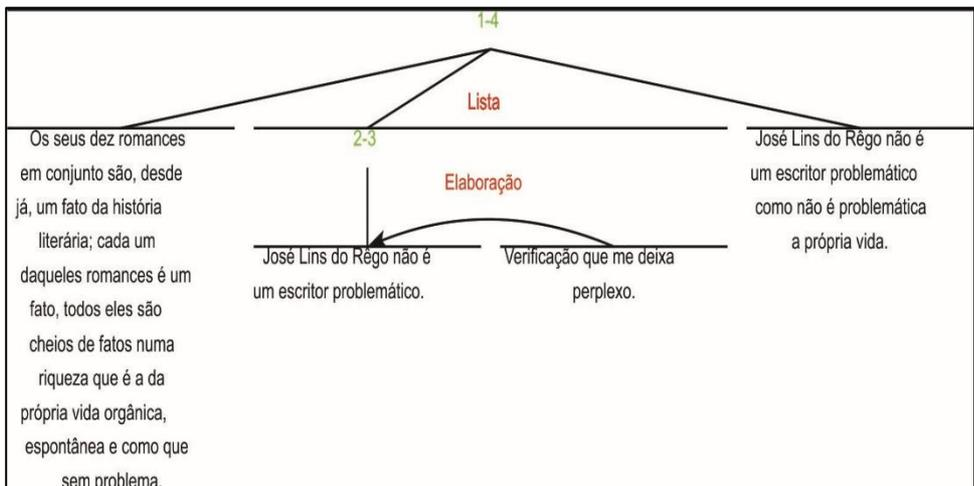 1-4
Lista
Os seus dez romances
em conjunto são, desde
já, um fato da história
literária; cada um
daqueles romances é um
fato, todos eles são
cheios de fatos numa
riqueza que é a da
própria vida orgânica,
espontânea e como que
sem problema.
2-3
Elaboração
José Lins do Rêgo não é
um escritor problemático.
Verificação que me deixa
perplexo.
José Lins do Rêgo não é
um escritor problemático
como não é problemática
a própria vida.